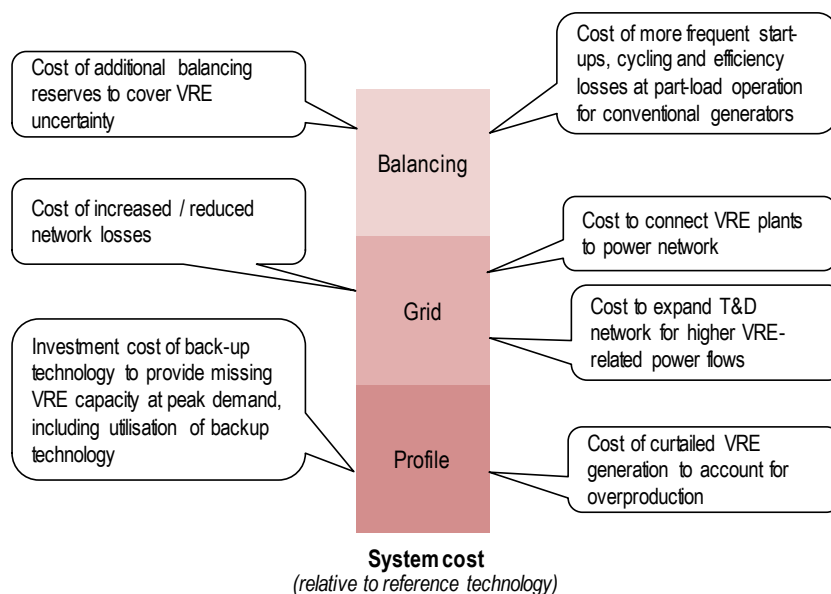 Cost of additional balancing
reserves to cover VRE
uncertainty
Cost of more frequent start-
ups, cycling and efficiency
losses at part-load operation
for conventional generators
Balancing
Cost of increased / reduced
network losses
Cost to connect VRE plants
to power network
Grid
Cost to expand T&D
network for higher VRE-
related power flows
Investment cost of back-up
technology to provide missing
VRE capacity at peak demand,
including utilisation of backup
technology
Profile
Cost of curtailed VRE
generation to account for
overproduction
System cost
(relative to reference technology)